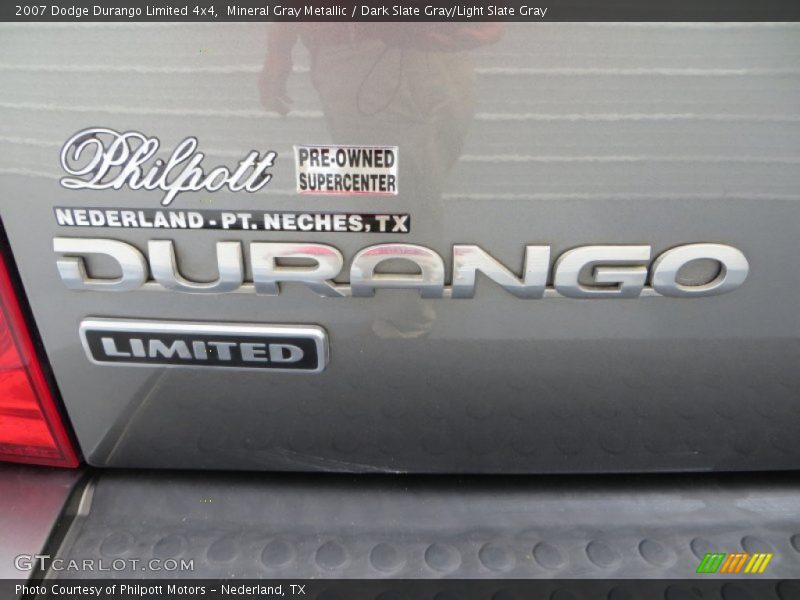 2007 Dodge Durango Limited 4x4, Mineral Gray Metallic / Dark Slate Gray/Light Slate Gray
Philpott
PRE-OWNED
SUPERCENTER
NEDERLAND - PT. NECHES, TX
DURANGO
LIMITED
GTCARLOT.COM
Photo Courtesy of Philpott Motors - Nederland, TX